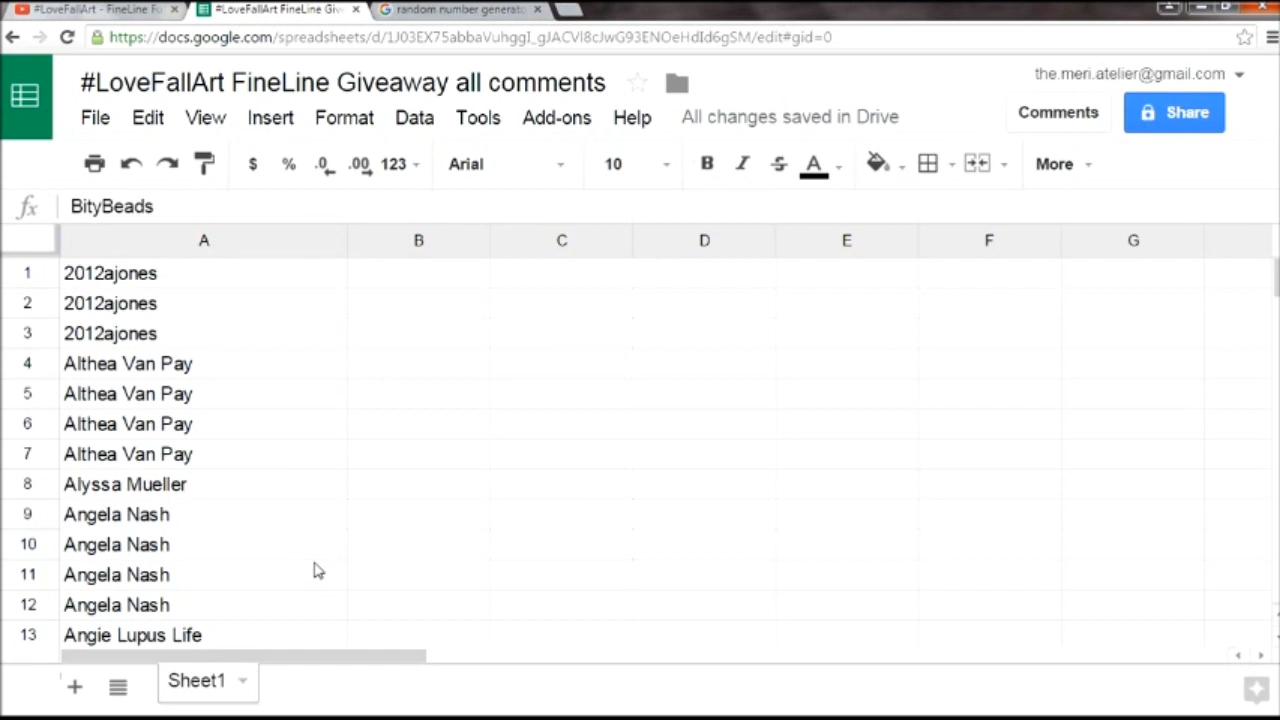 #LoveFallArt - FineLine Fu
#LoveFallArt FineLine Giv
random number generato
https://docs.google.com/spreadsheets/d/1J03EX75abbaVuhggI_gJACVl8cJwG93ENOeHdId6gSM/edit#gid=0
#LoveFallArt FineLine Giveaway all comments
the.meri.atelier@gmail.com
File Edit View Insert Format Data Tools Add-ons Help All changes saved in Drive
Comments
Share
$ % .0 .00 123 Arial 10 B I S A More
fx BityBeads
A B C D E F G
1 2012ajones
2 2012ajones
3 2012ajones
4 Althea Van Pay
5 Althea Van Pay
6 Althea Van Pay
7 Althea Van Pay
8 Alyssa Mueller
9 Angela Nash
10 Angela Nash
11 Angela Nash
12 Angela Nash
13 Angie Lupus Life
+ Sheet1